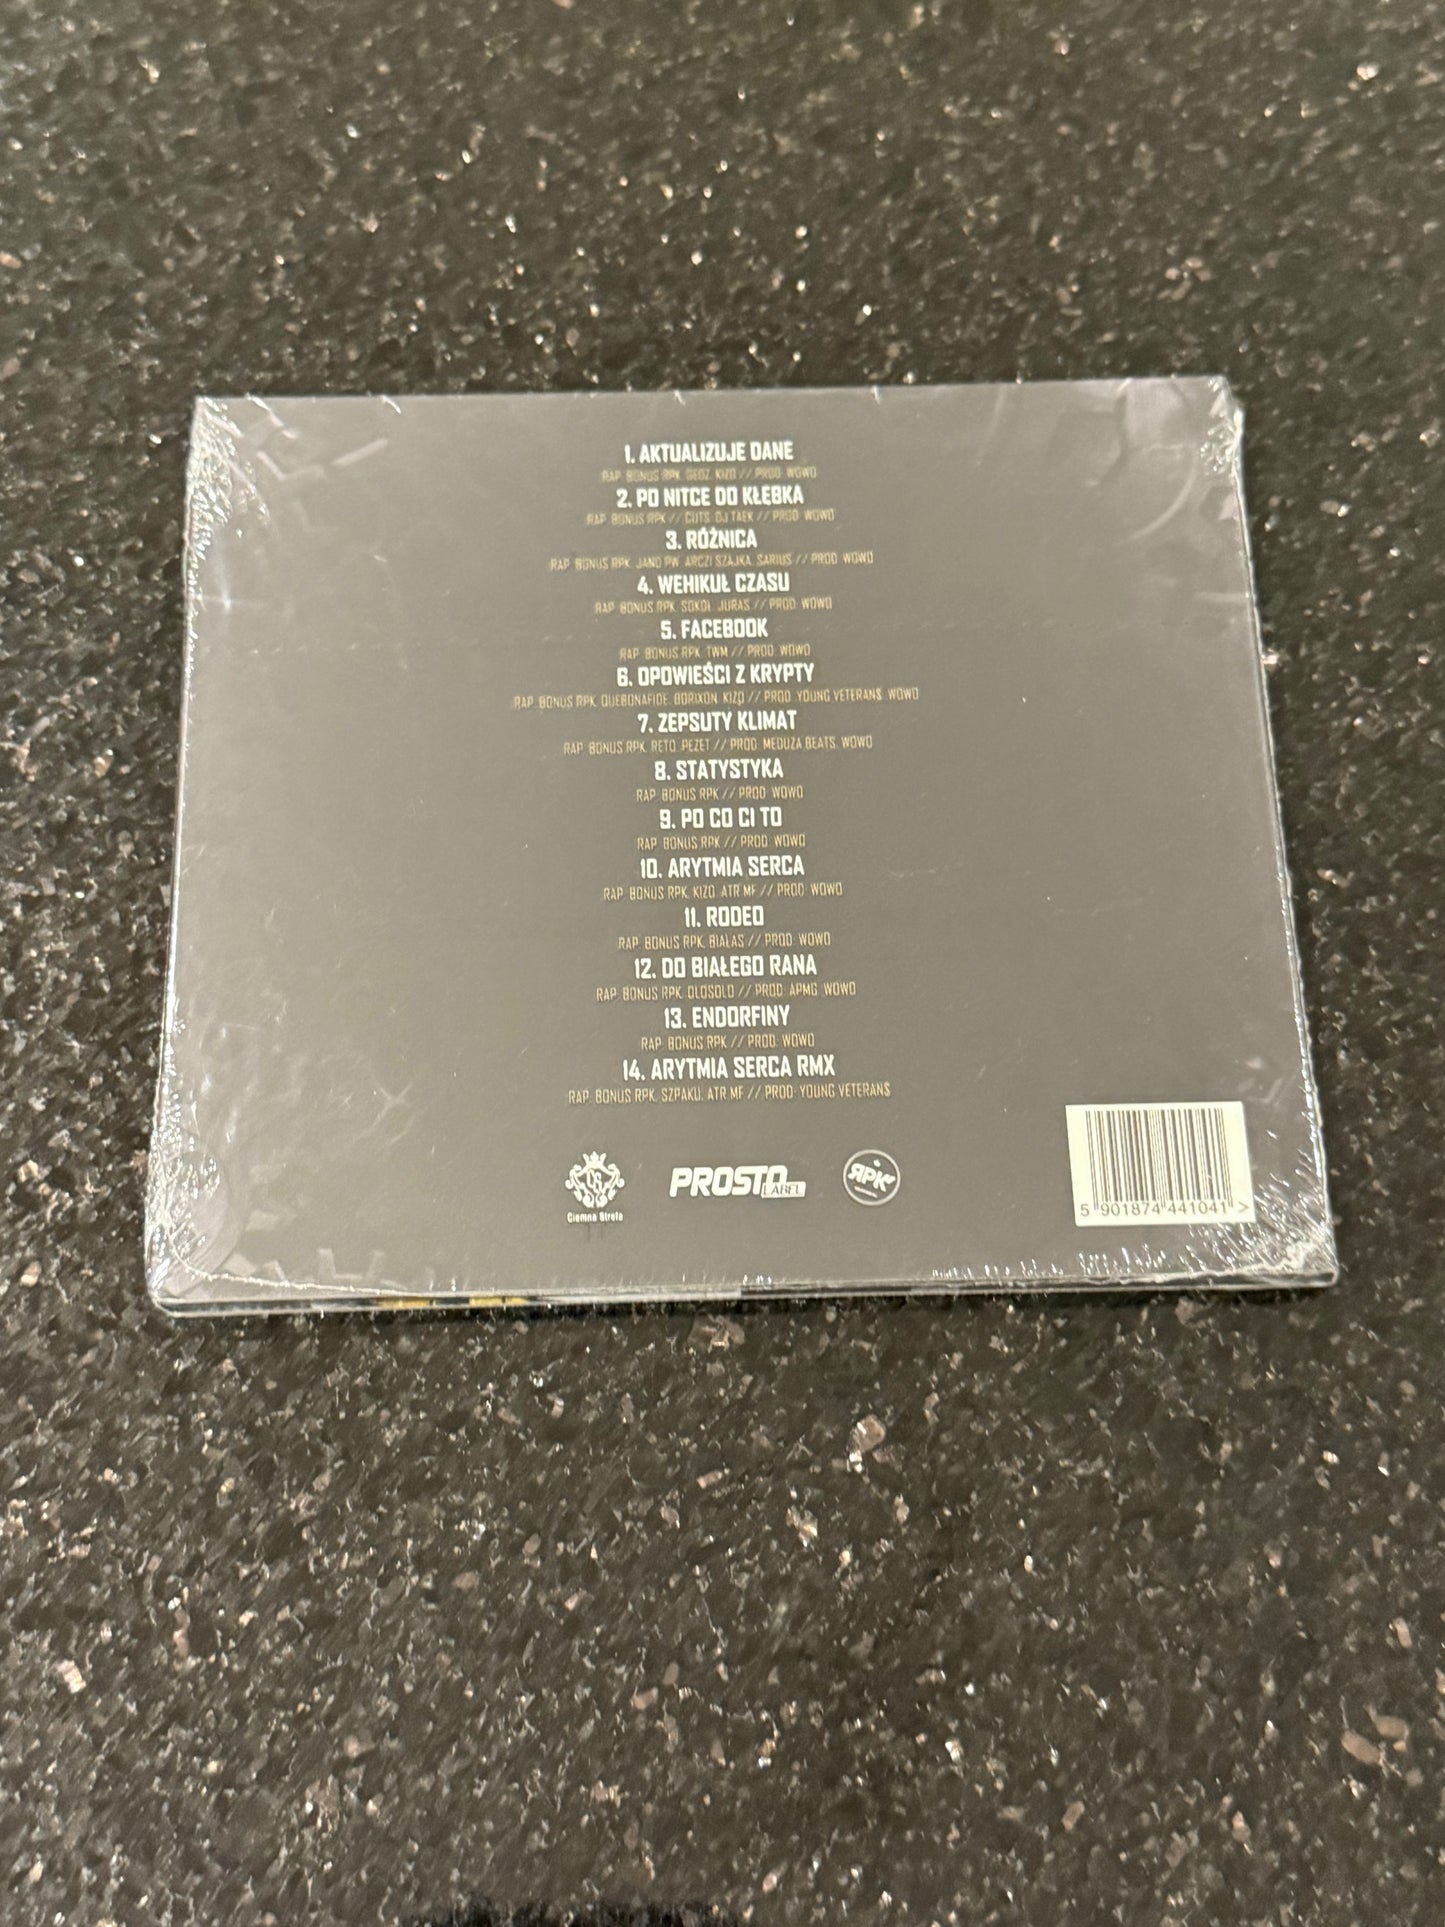 1. AKTUALIZUJE DANE
RAP: BONUS RPK, GEDZ, KIZO // PROD: WOWO
2. PO NITCE DO KŁEBKA
RAP: BONUS RPK // CUTS: DJ TAEK // PROD: WOWO
3. RÓŻNICA
RAP: BONUS RPK, JANO PW, ARCZI SZAJKA, SARIUS // PROD: WOWO
4. WEHIKUŁ CZASU
RAP: BONUS RPK, SOKÓŁ, JURAS // PROD: WOWO
5. FACEBOOK
RAP: BONUS RPK, TWM // PROD: WOWO
6. OPOWIEŚCI Z KRYPTY
RAP: BONUS RPK, QUEBONAFIDE, BORIXON, KIZO // PROD: YOUNG VETERAN$, WOWO
7. ZEPSUTY KLIMAT
RAP: BONUS RPK, RETO, PEZET // PROD: MEDUZA BEATS, WOWO
8. STATYSTYKA
RAP: BONUS RPK // PROD: WOWO
9. PO CO CI TO
RAP: BONUS RPK // PROD: WOWO
10. ARYTMIA SERCA
RAP: BONUS RPK, KIZO, ATR MF // PROD: WOWO
11. RODEO
RAP: BONUS RPK, BIAŁAS // PROD: WOWO
12. DO BIAŁEGO RANA
RAP: BONUS RPK, OLOSOLO // PROD: APMG, WOWO
13. ENDORFINY
RAP: BONUS RPK // PROD: WOWO
14. ARYTMIA SERCA RMX
RAP: BONUS RPK, SZPAKU, ATR MF // PROD: YOUNG VETERAN$
Ciemna Strefa
PROSTO LABEL
RPK
5 901874 441041 >